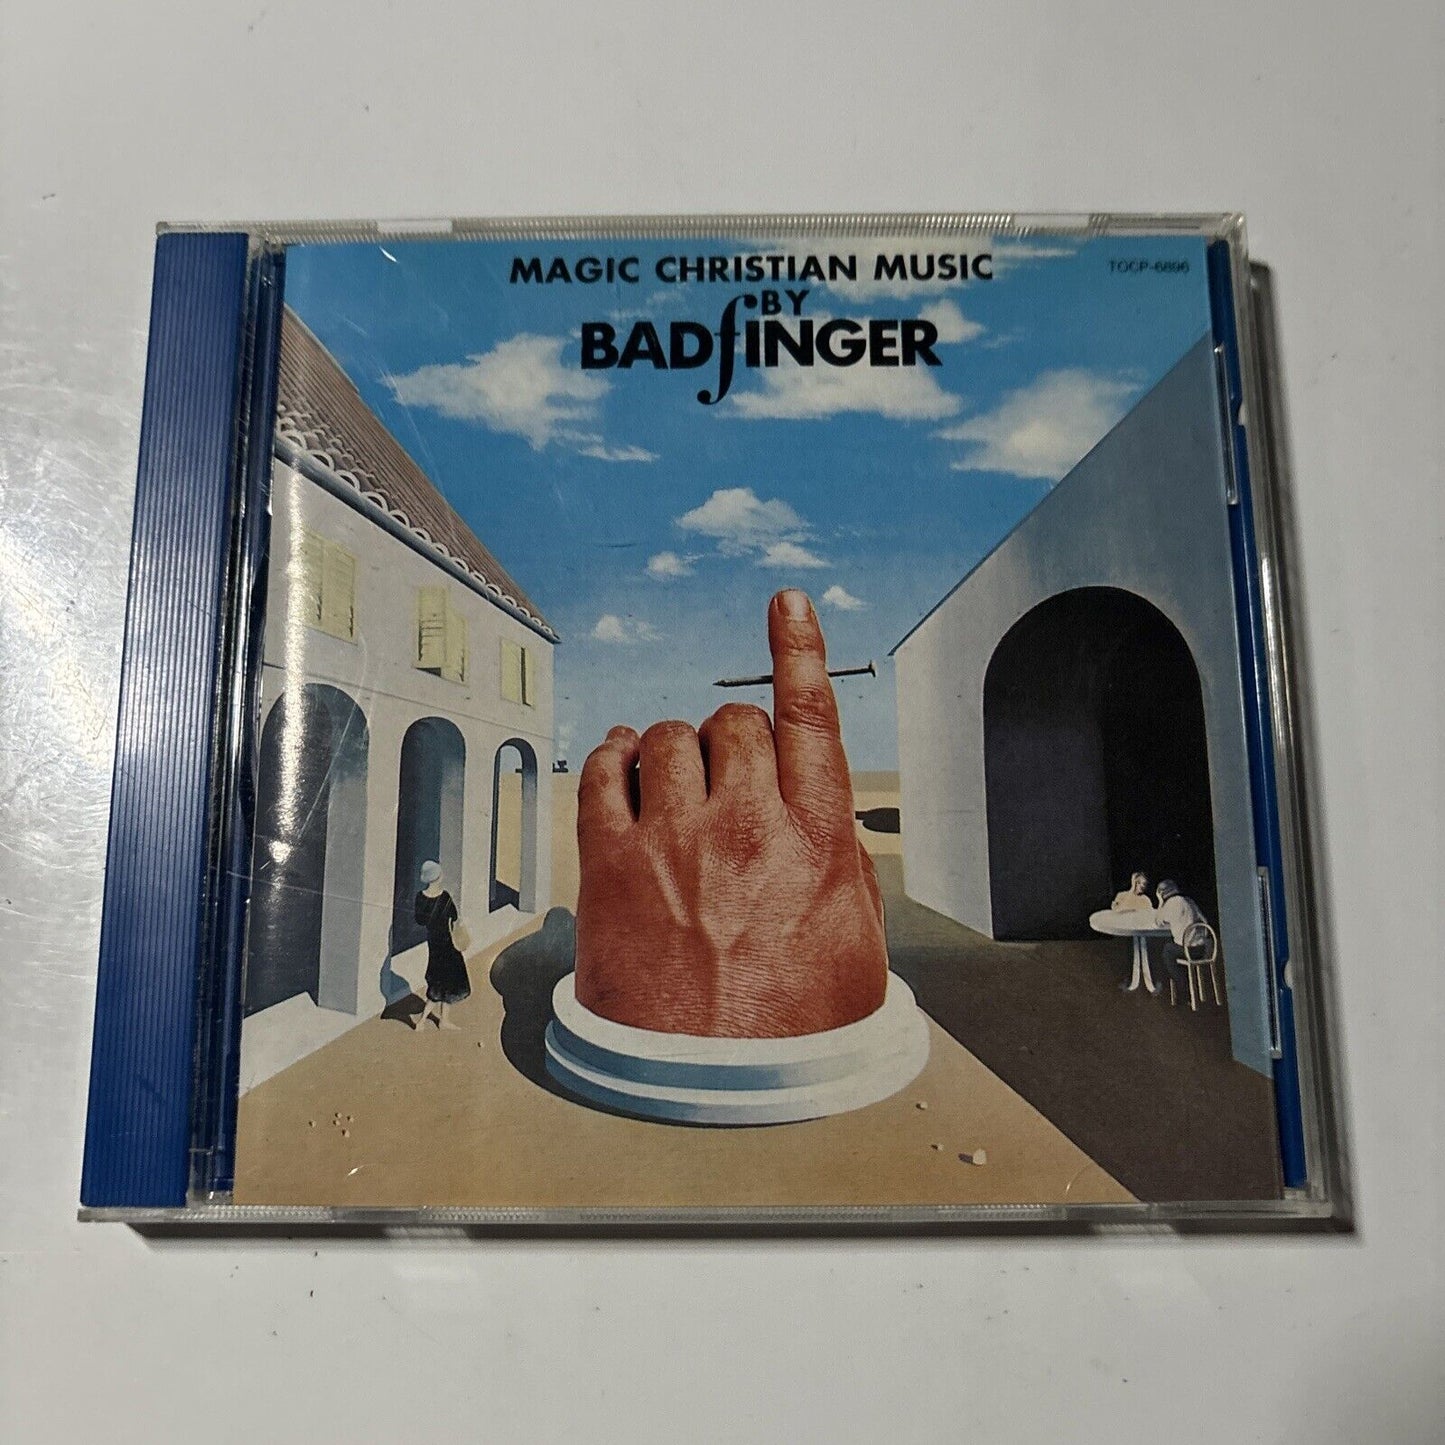 MAGIC CHRISTIAN MUSIC
TOCP-6896
BY
BADfINGER